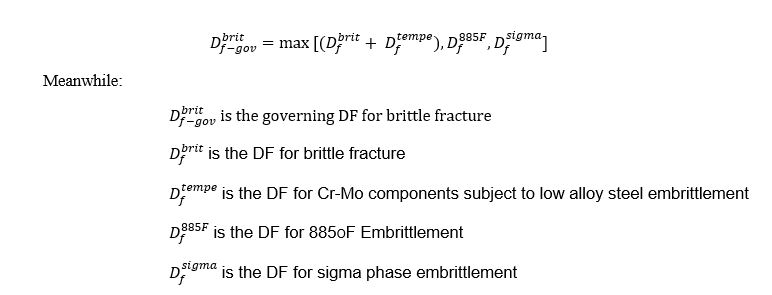 D_{f-gov}^{brit} = max [(D_f^{brit} + D_f^{tempe}), D_f^{885F}, D_f^{sigma}]
Meanwhile:
D_{f-gov}^{brit} is the governing DF for brittle fracture
D_f^{brit} is the DF for brittle fracture
D_f^{tempe} is the DF for Cr-Mo components subject to low alloy steel embrittlement
D_f^{885F} is the DF for 885oF Embrittlement
D_f^{sigma} is the DF for sigma phase embrittlement